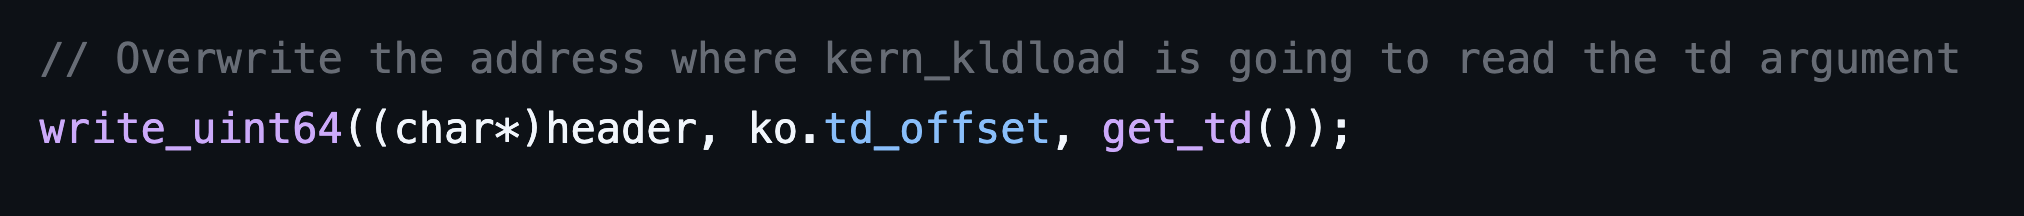 // Overwrite the address where kern_kldload is going to read the td argument
write_uint64((char*)header, ko.td_offset, get_td());